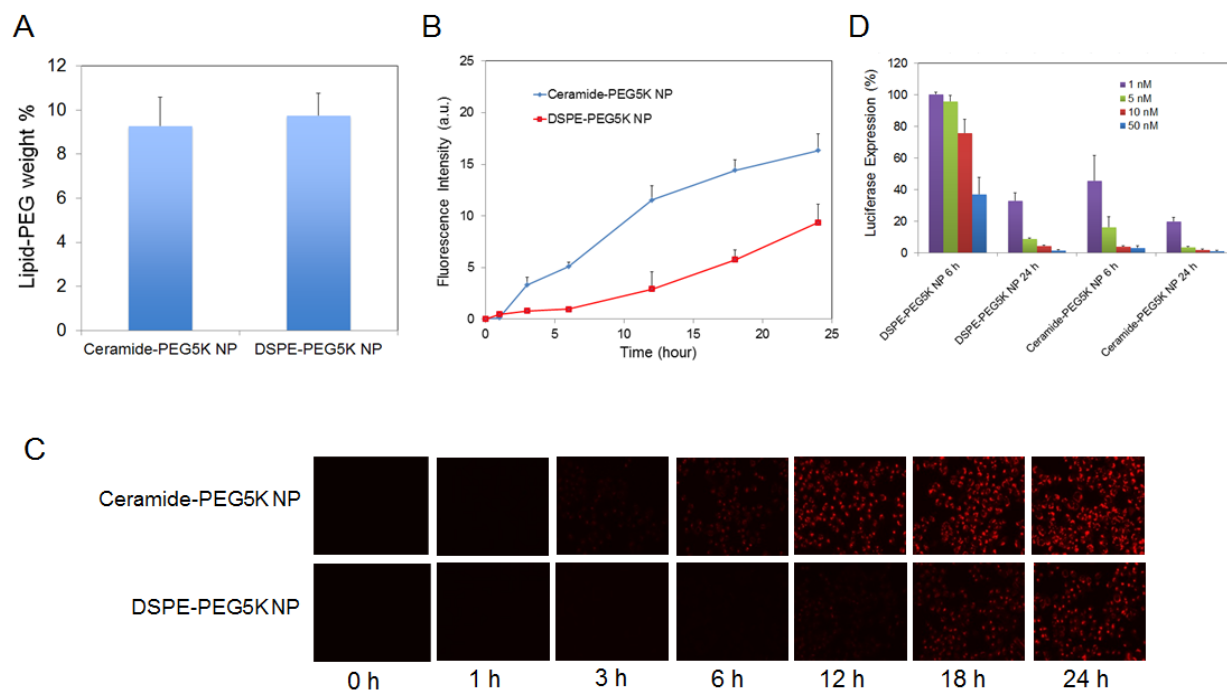 A
Lipid-PEG weight %
12
10
8
6
4
2
0
Ceramide-PEG5K NP
DSPE-PEG5K NP
B
Fluorescence Intensity (a.u.)
25
20
15
10
5
0
Ceramide-PEG5K NP
DSPE-PEG5K NP
0 5 10 15 20 25
Time (hour)
D
Luciferase Expression (%)
120
100
80
60
40
20
0
1 nM
5 nM
10 nM
50 nM
DSPE-PEG5K NP 6 h
DSPE-PEG5K NP 24 h
Ceramide-PEG5K NP 6 h
Ceramide-PEG5K NP 24 h
C
Ceramide-PEG5K NP
DSPE-PEG5K NP
0 h 1 h 3 h 6 h 12 h 18 h 24 h